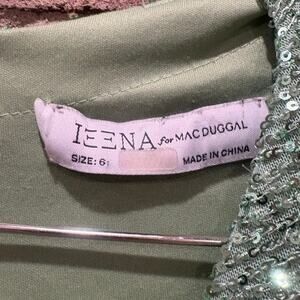 IEENA for MAC DUGGAL
SIZE: 6
MADE IN CHINA